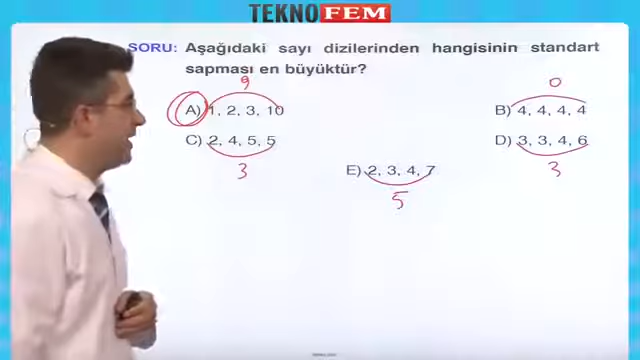 TEKNOFEM
SORU: Aşağıdaki sayı dizilerinden hangisinin standart
sapması en büyüktür?
9
0
A) 1, 2, 3, 10
B) 4, 4, 4, 4
C) 2, 4, 5, 5
D) 3, 3, 4, 6
3
3
E) 2, 3, 4, 7
5